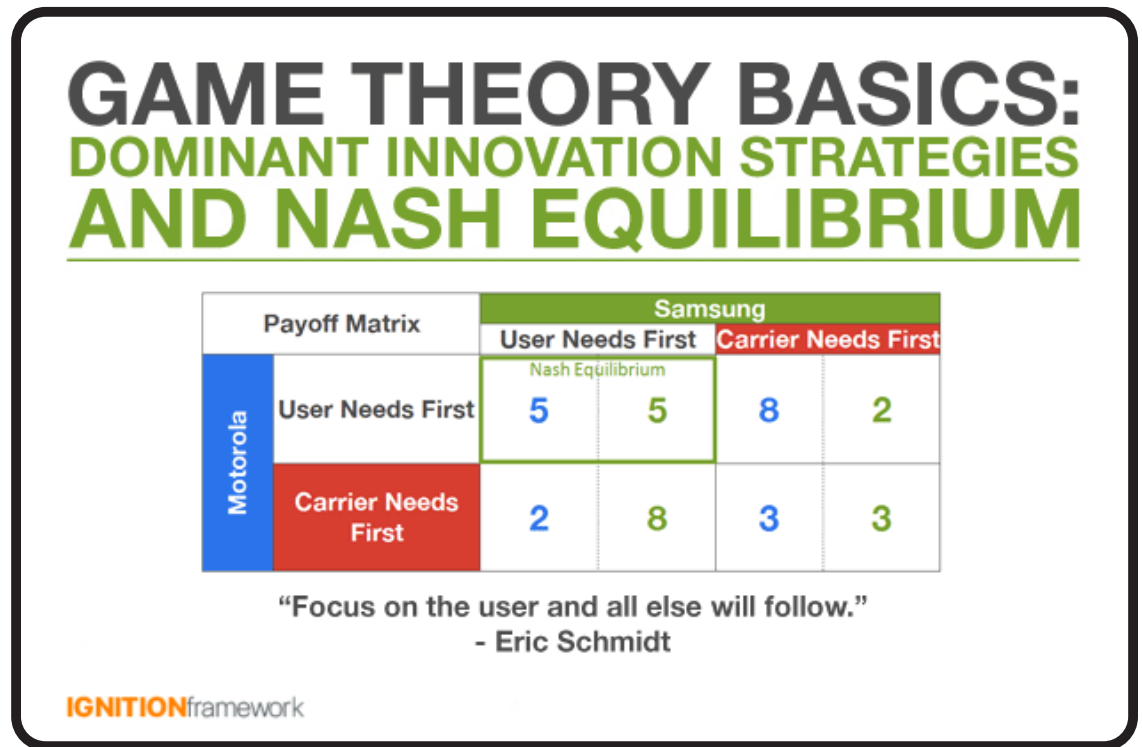 GAME THEORY BASICS:
DOMINANT INNOVATION STRATEGIES
AND NASH EQUILIBRIUM
Payoff Matrix
Samsung
User Needs First
Carrier Needs First
Motorola
User Needs First
Nash Equilibrium
5
5
8
2
Carrier Needs
First
2
8
3
3
“Focus on the user and all else will follow.”
- Eric Schmidt
IGNITIONframework